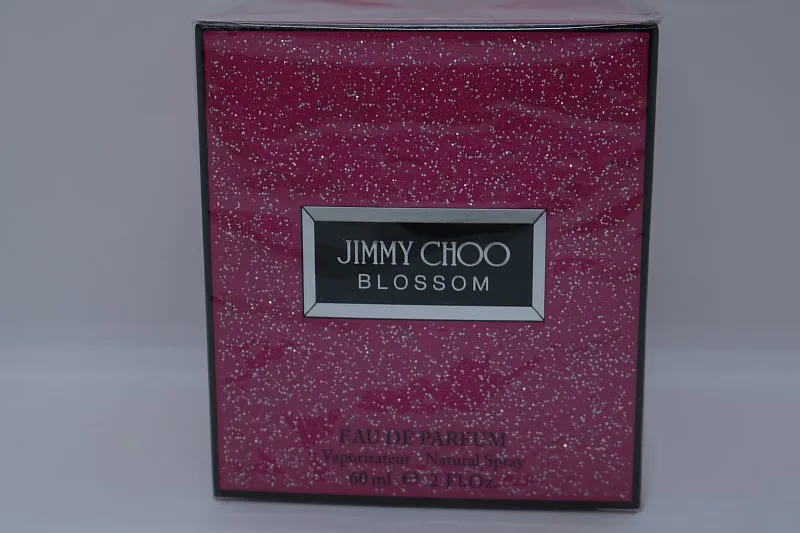 JIMMY CHOO
BLOSSOM
EAU DE PARFUM
Vaporisateur - Natural Spray
60 ml ℮ 2 FL.OZ.